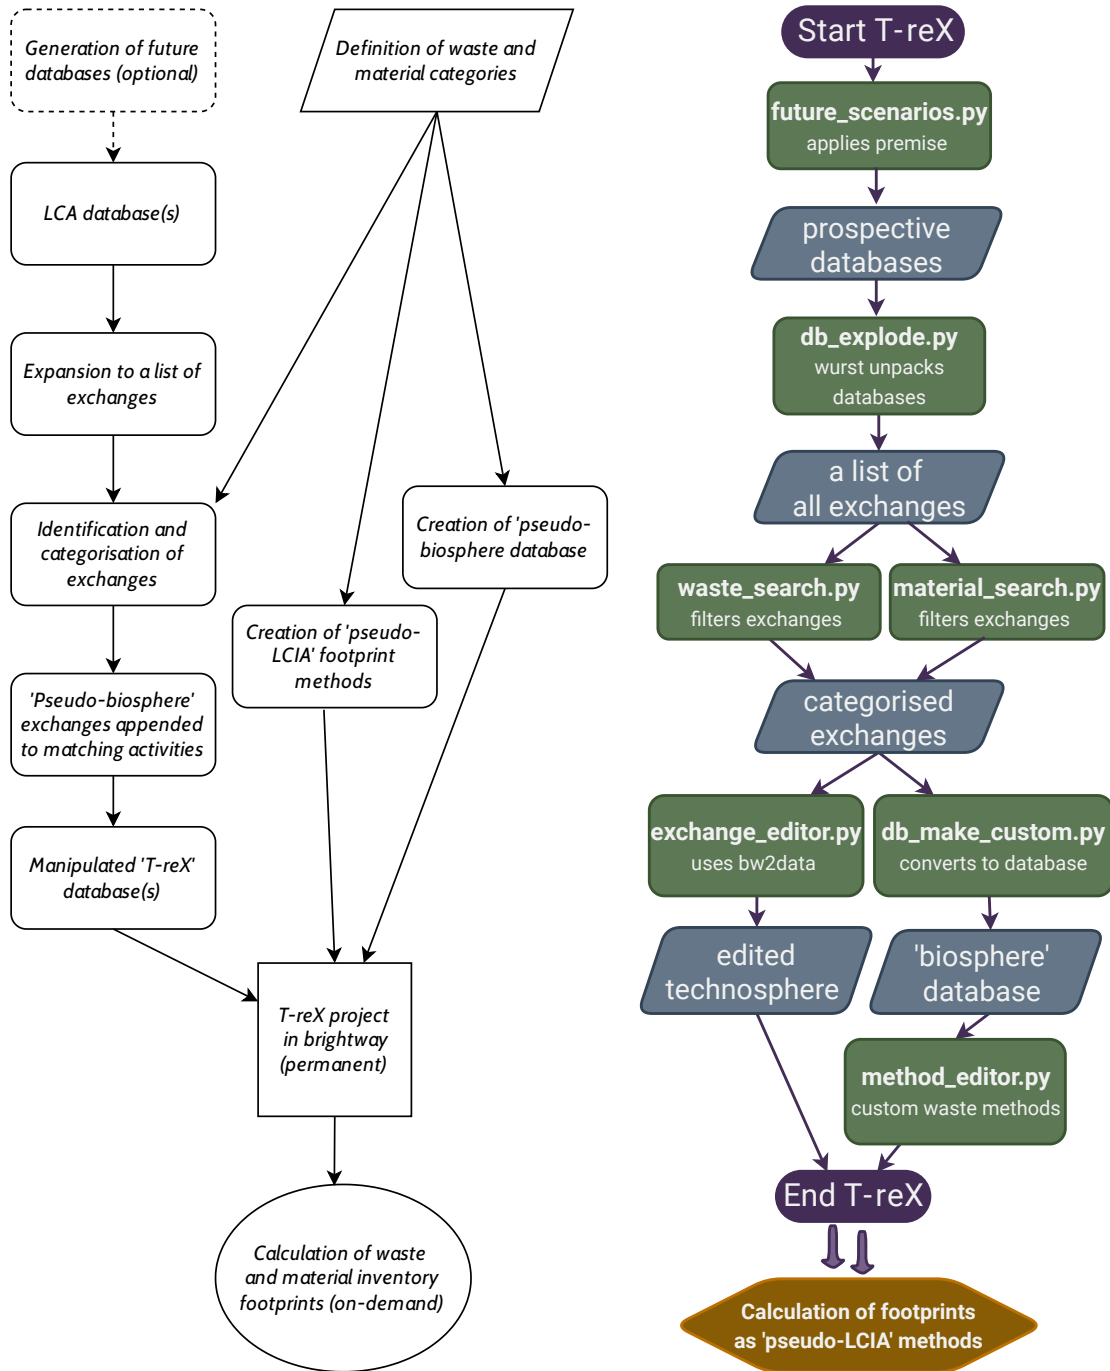 Generation of future
databases (optional)
Definition of waste and
material categories
LCA database(s)
Expansion to a list of
exchanges
Identification and
categorisation of
exchanges
Creation of 'pseudo-
biosphere database
Creation of 'pseudo-
LCIA' footprint
methods
'Pseudo-biosphere'
exchanges appended
to matching activities
Manipulated 'T-reX'
database(s)
T-reX project
in brightway
(permanent)
Calculation of waste
and material inventory
footprints (on-demand)
Start T-reX
future_scenarios.py
applies premise
prospective
databases
db_explode.py
wurst unpacks
databases
a list of
all exchanges
waste_search.py
filters exchanges
material_search.py
filters exchanges
categorised
exchanges
exchange_editor.py
uses bw2data
db_make_custom.py
converts to database
edited
technosphere
'biosphere'
database
method_editor.py
custom waste methods
End T-reX
Calculation of footprints
as 'pseudo-LCIA' methods